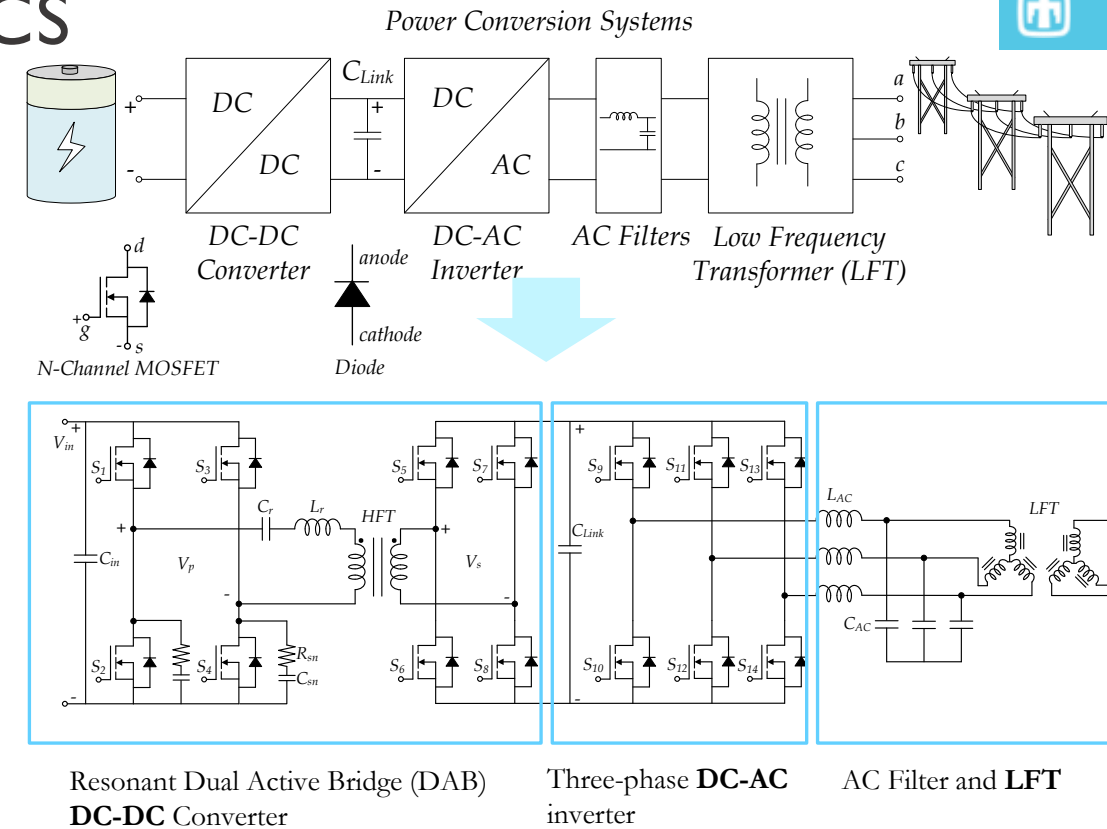 CS
Power Conversion Systems
+
-
DC
DC
C_Link
+
-
DC
AC
a
b
c
DC-DC
Converter
DC-AC
Inverter
AC Filters
Low Frequency
Transformer (LFT)
d
+
g
-
s
N-Channel MOSFET
anode
cathode
Diode
V_in
+
-
S_1
S_3
C_in
+
V_p
-
C_r
L_r
HFT
S_2
S_4
R_sn
C_sn
S_5
S_7
+
V_s
-
S_6
S_8
+
C_Link
-
S_9
S_11
S_13
S_10
S_12
S_14
L_AC
C_AC
LFT
Resonant Dual Active Bridge (DAB)
DC-DC Converter
Three-phase DC-AC
inverter
AC Filter and LFT